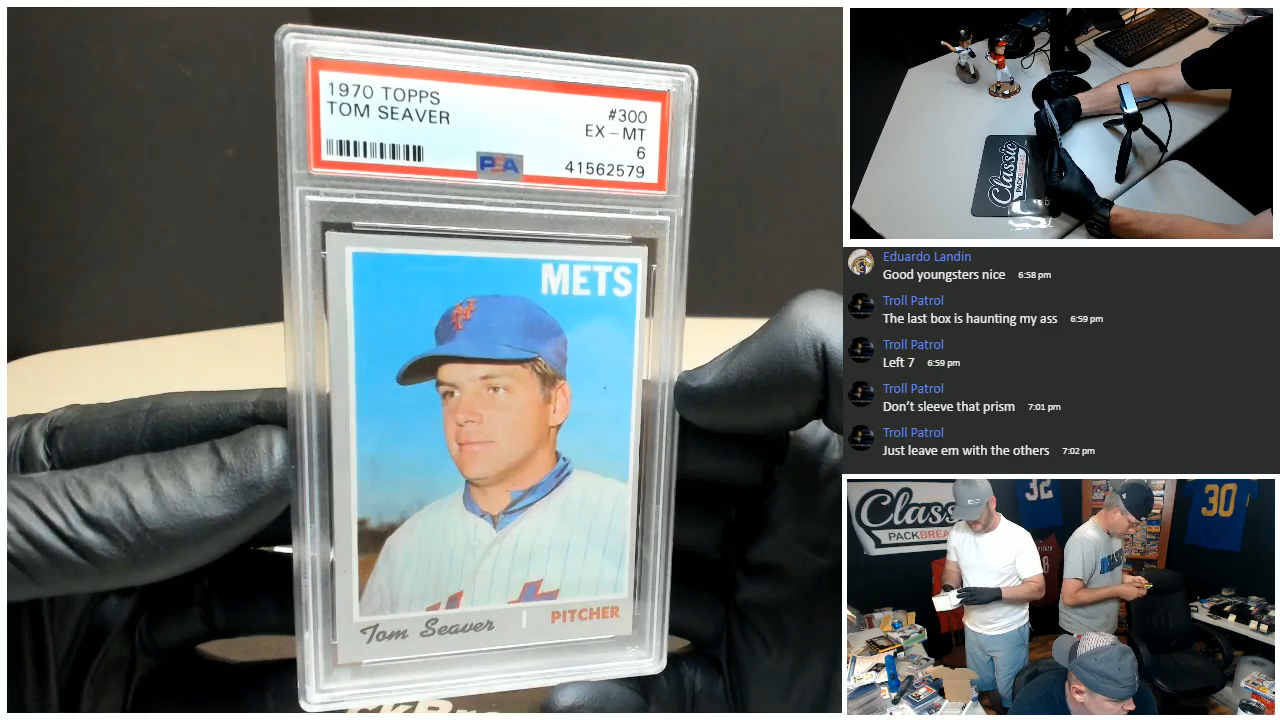 1970 TOPPS
TOM SEAVER
#300
EX - MT
6
41562579
PSA
METS
Tom Seaver
PITCHER
Classic
PACK BREAKS
Eduardo Landin
Good youngsters nice 6:58 pm
Troll Patrol
The last box is haunting my ass 6:59 pm
Troll Patrol
Left 7 6:59 pm
Troll Patrol
Don't sleeve that prism 7:01 pm
Troll Patrol
Just leave em with the others 7:02 pm
Class
PACKBREA
32
30